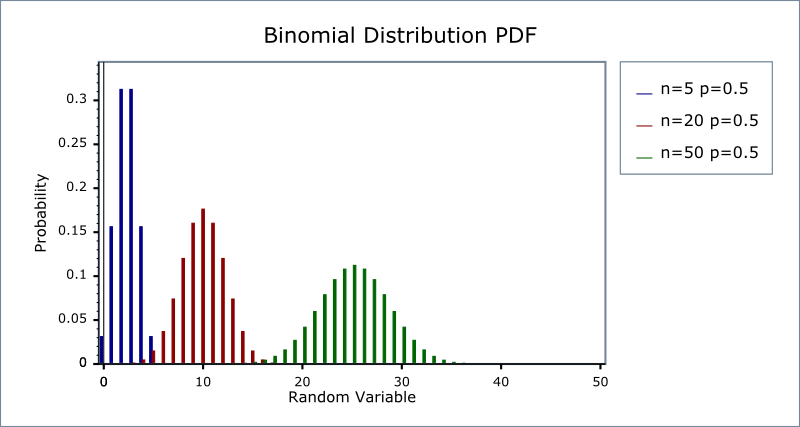 Binomial Distribution PDF
n=5 p=0.5
n=20 p=0.5
n=50 p=0.5
Probability
0.3
0.25
0.2
0.15
0.1
0.05
0
0 10 20 30 40 50
Random Variable